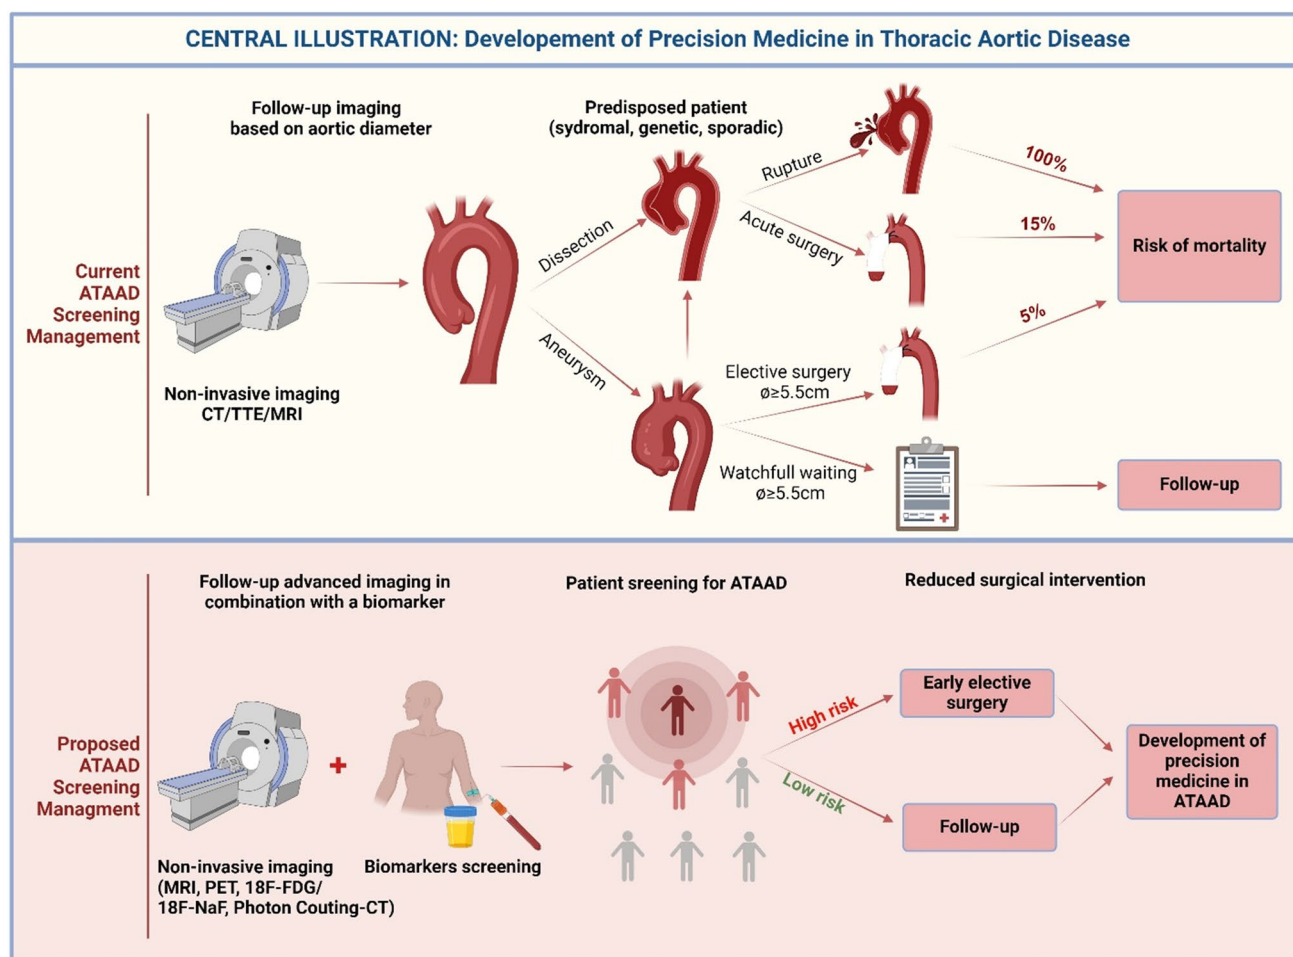 CENTRAL ILLUSTRATION: Developement of Precision Medicine in Thoracic Aortic Disease
Follow-up imaging
based on aortic diameter
Predisposed patient
(sydromal, genetic, sporadic)
Current
ATAAD
Screening
Management
Non-invasive imaging
CT/TTE/MRI
Dissection
Aneurysm
Rupture
Acute surgery
Elective surgery
ø≥5.5cm
Watchfull waiting
ø≥5.5cm
100%
15%
5%
Risk of mortality
Follow-up
Follow-up advanced imaging in
combination with a biomarker
Patient sreening for ATAAD
Reduced surgical intervention
Proposed
ATAAD
Screening
Managment
Non-invasive imaging
(MRI, PET, 18F-FDG/
18F-NaF, Photon Couting-CT)
Biomarkers screening
High risk
Low risk
Early elective
surgery
Follow-up
Development of
precision
medicine in
ATAAD